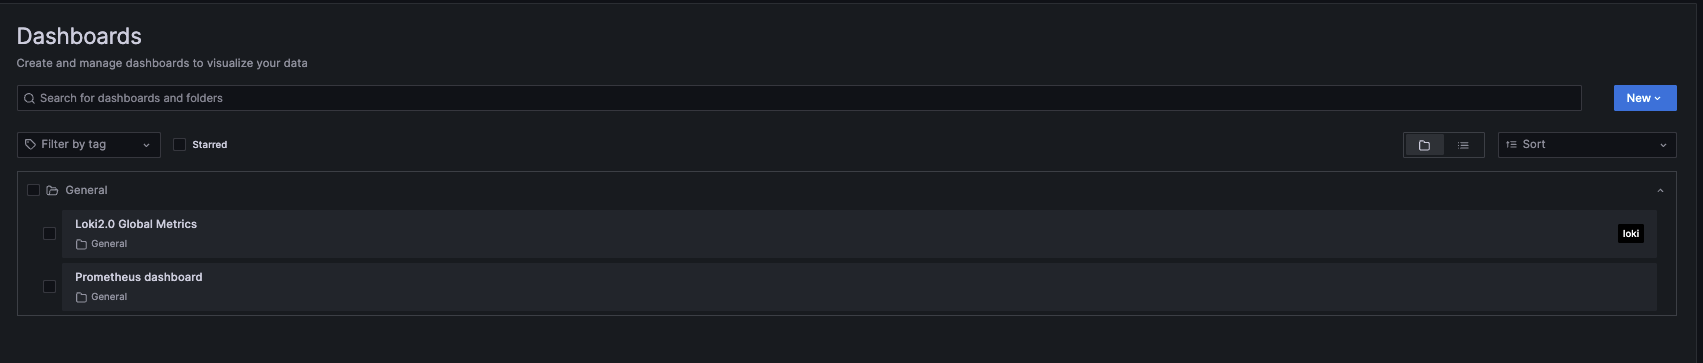 Dashboards
Create and manage dashboards to visualize your data
Search for dashboards and folders
New
Filter by tag
Starred
Sort
General
Loki2.0 Global Metrics
General
loki
Prometheus dashboard
General